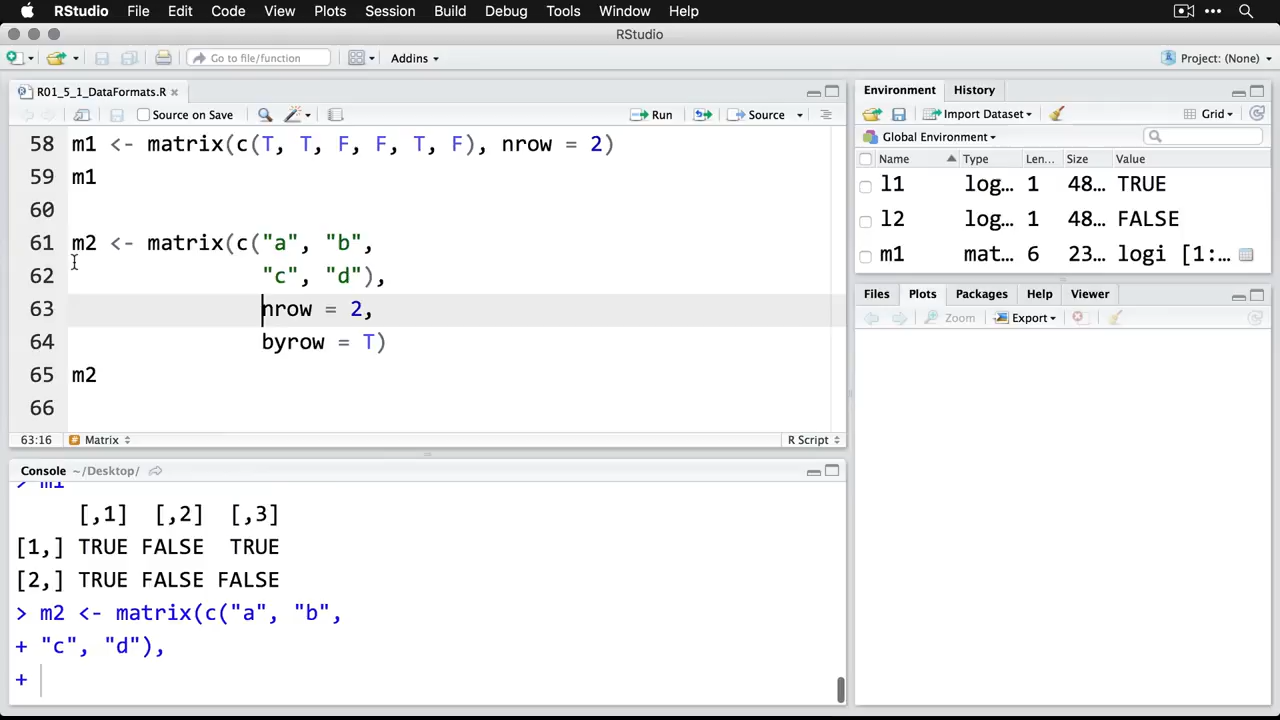 RStudio File Edit Code View Plots Session Build Debug Tools Window Help
RStudio
Go to file/function Addins Project: (None)
R01_5_1_DataFormats.R
Source on Save Run Source
58 m1 <- matrix(c(T, T, F, F, T, F), nrow = 2)
59 m1
60
61 m2 <- matrix(c("a", "b",
62 "c", "d"),
63 nrow = 2,
64 byrow = T)
65 m2
66
63:16 Matrix R Script
Console ~/Desktop/
> m1
[,1] [,2] [,3]
[1,] TRUE FALSE TRUE
[2,] TRUE FALSE FALSE
> m2 <- matrix(c("a", "b",
+ "c", "d"),
+
Environment History
Import Dataset Grid
Global Environment
Name Type Len... Size Value
l1 log... 1 48... TRUE
l2 log... 1 48... FALSE
m1 mat... 6 23... logi [1:...
Files Plots Packages Help Viewer
Zoom Export